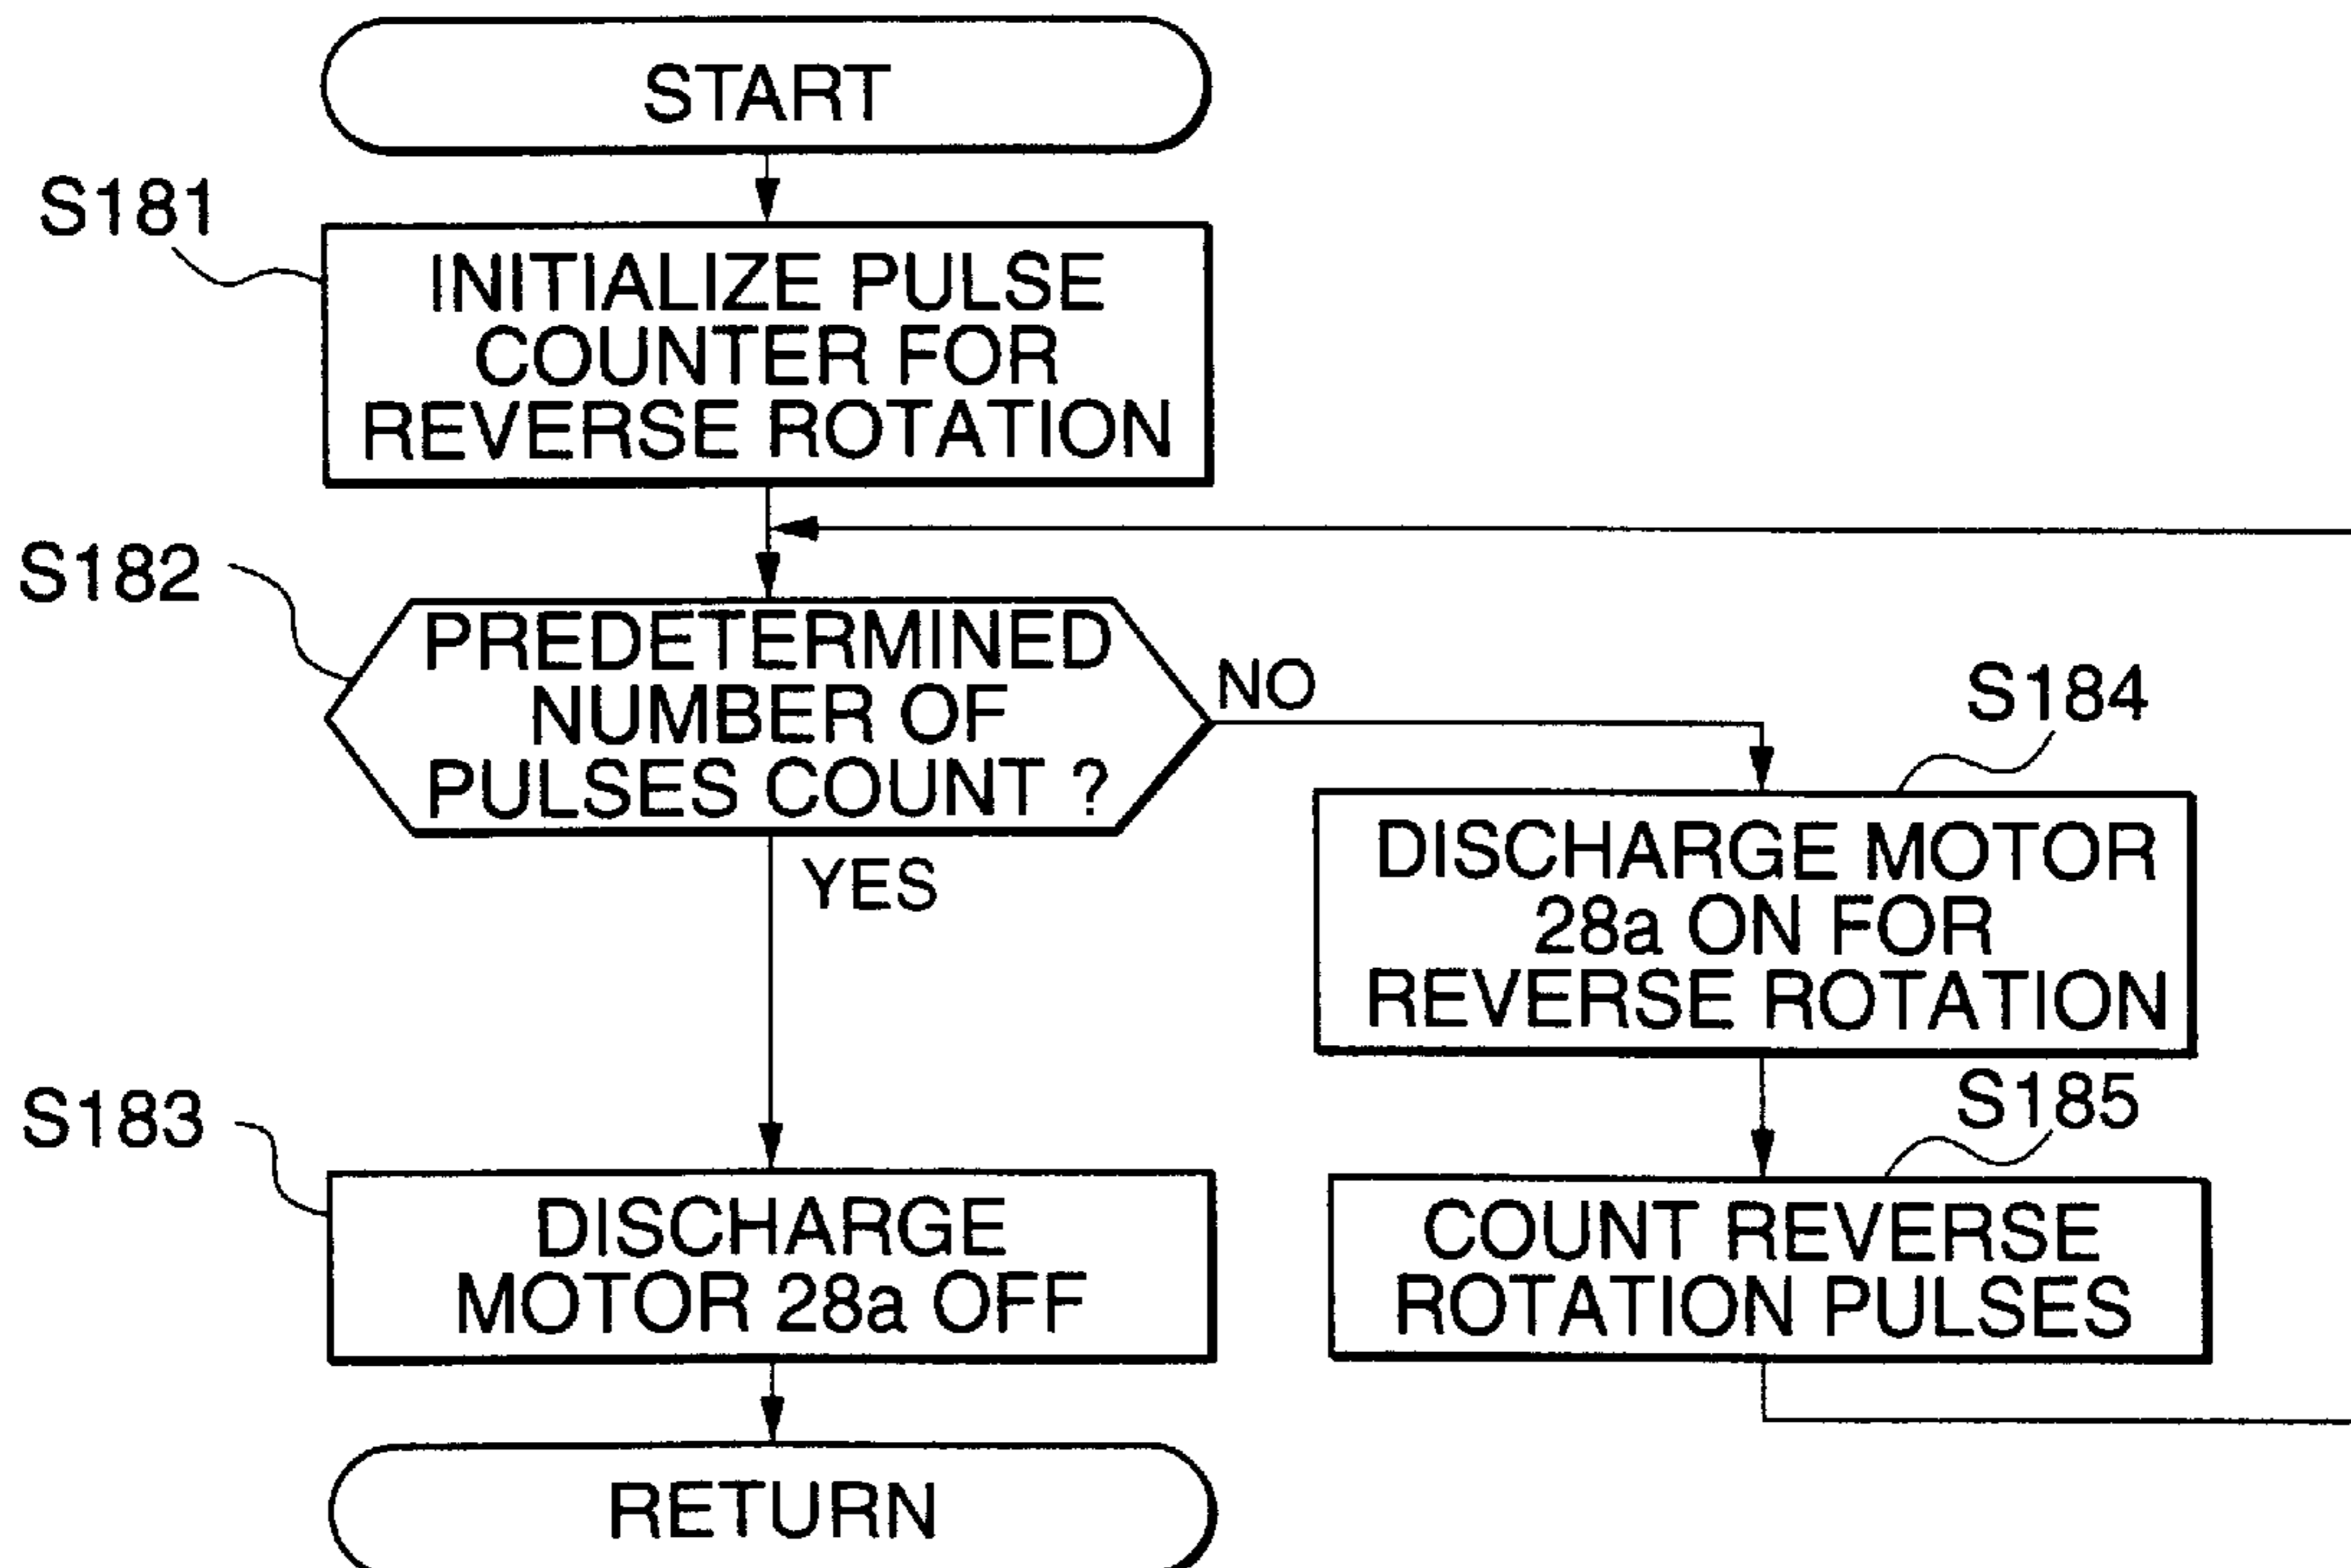 START
S181
INITIALIZE PULSE
COUNTER FOR
REVERSE ROTATION
S182
PREDETERMINED
NUMBER OF
PULSES COUNT ?
NO
YES
S184
DISCHARGE MOTOR
28a ON FOR
REVERSE ROTATION
S183
DISCHARGE
MOTOR 28a OFF
S185
COUNT REVERSE
ROTATION PULSES
RETURN